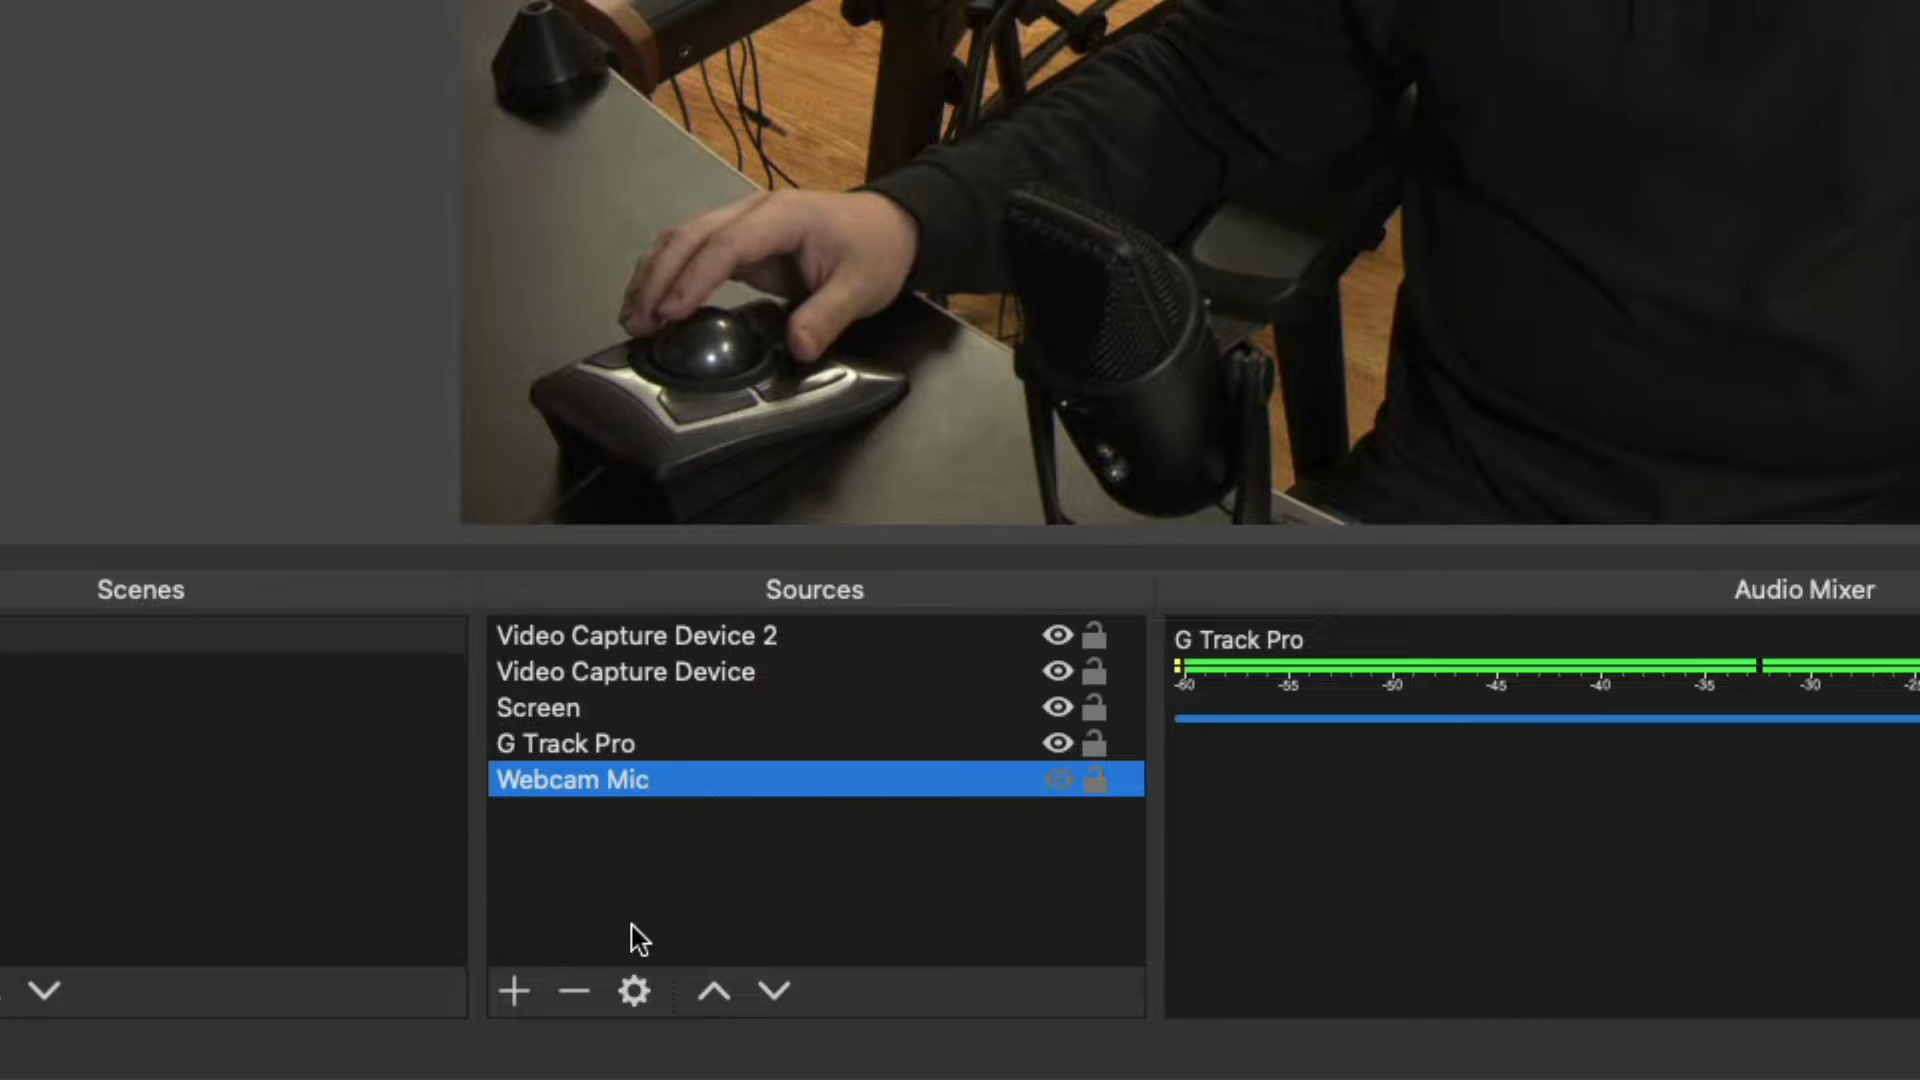 Scenes
Sources
Audio Mixer
Video Capture Device 2
Video Capture Device
Screen
G Track Pro
Webcam Mic
G Track Pro
-60 -55 -50 -45 -40 -35 -30